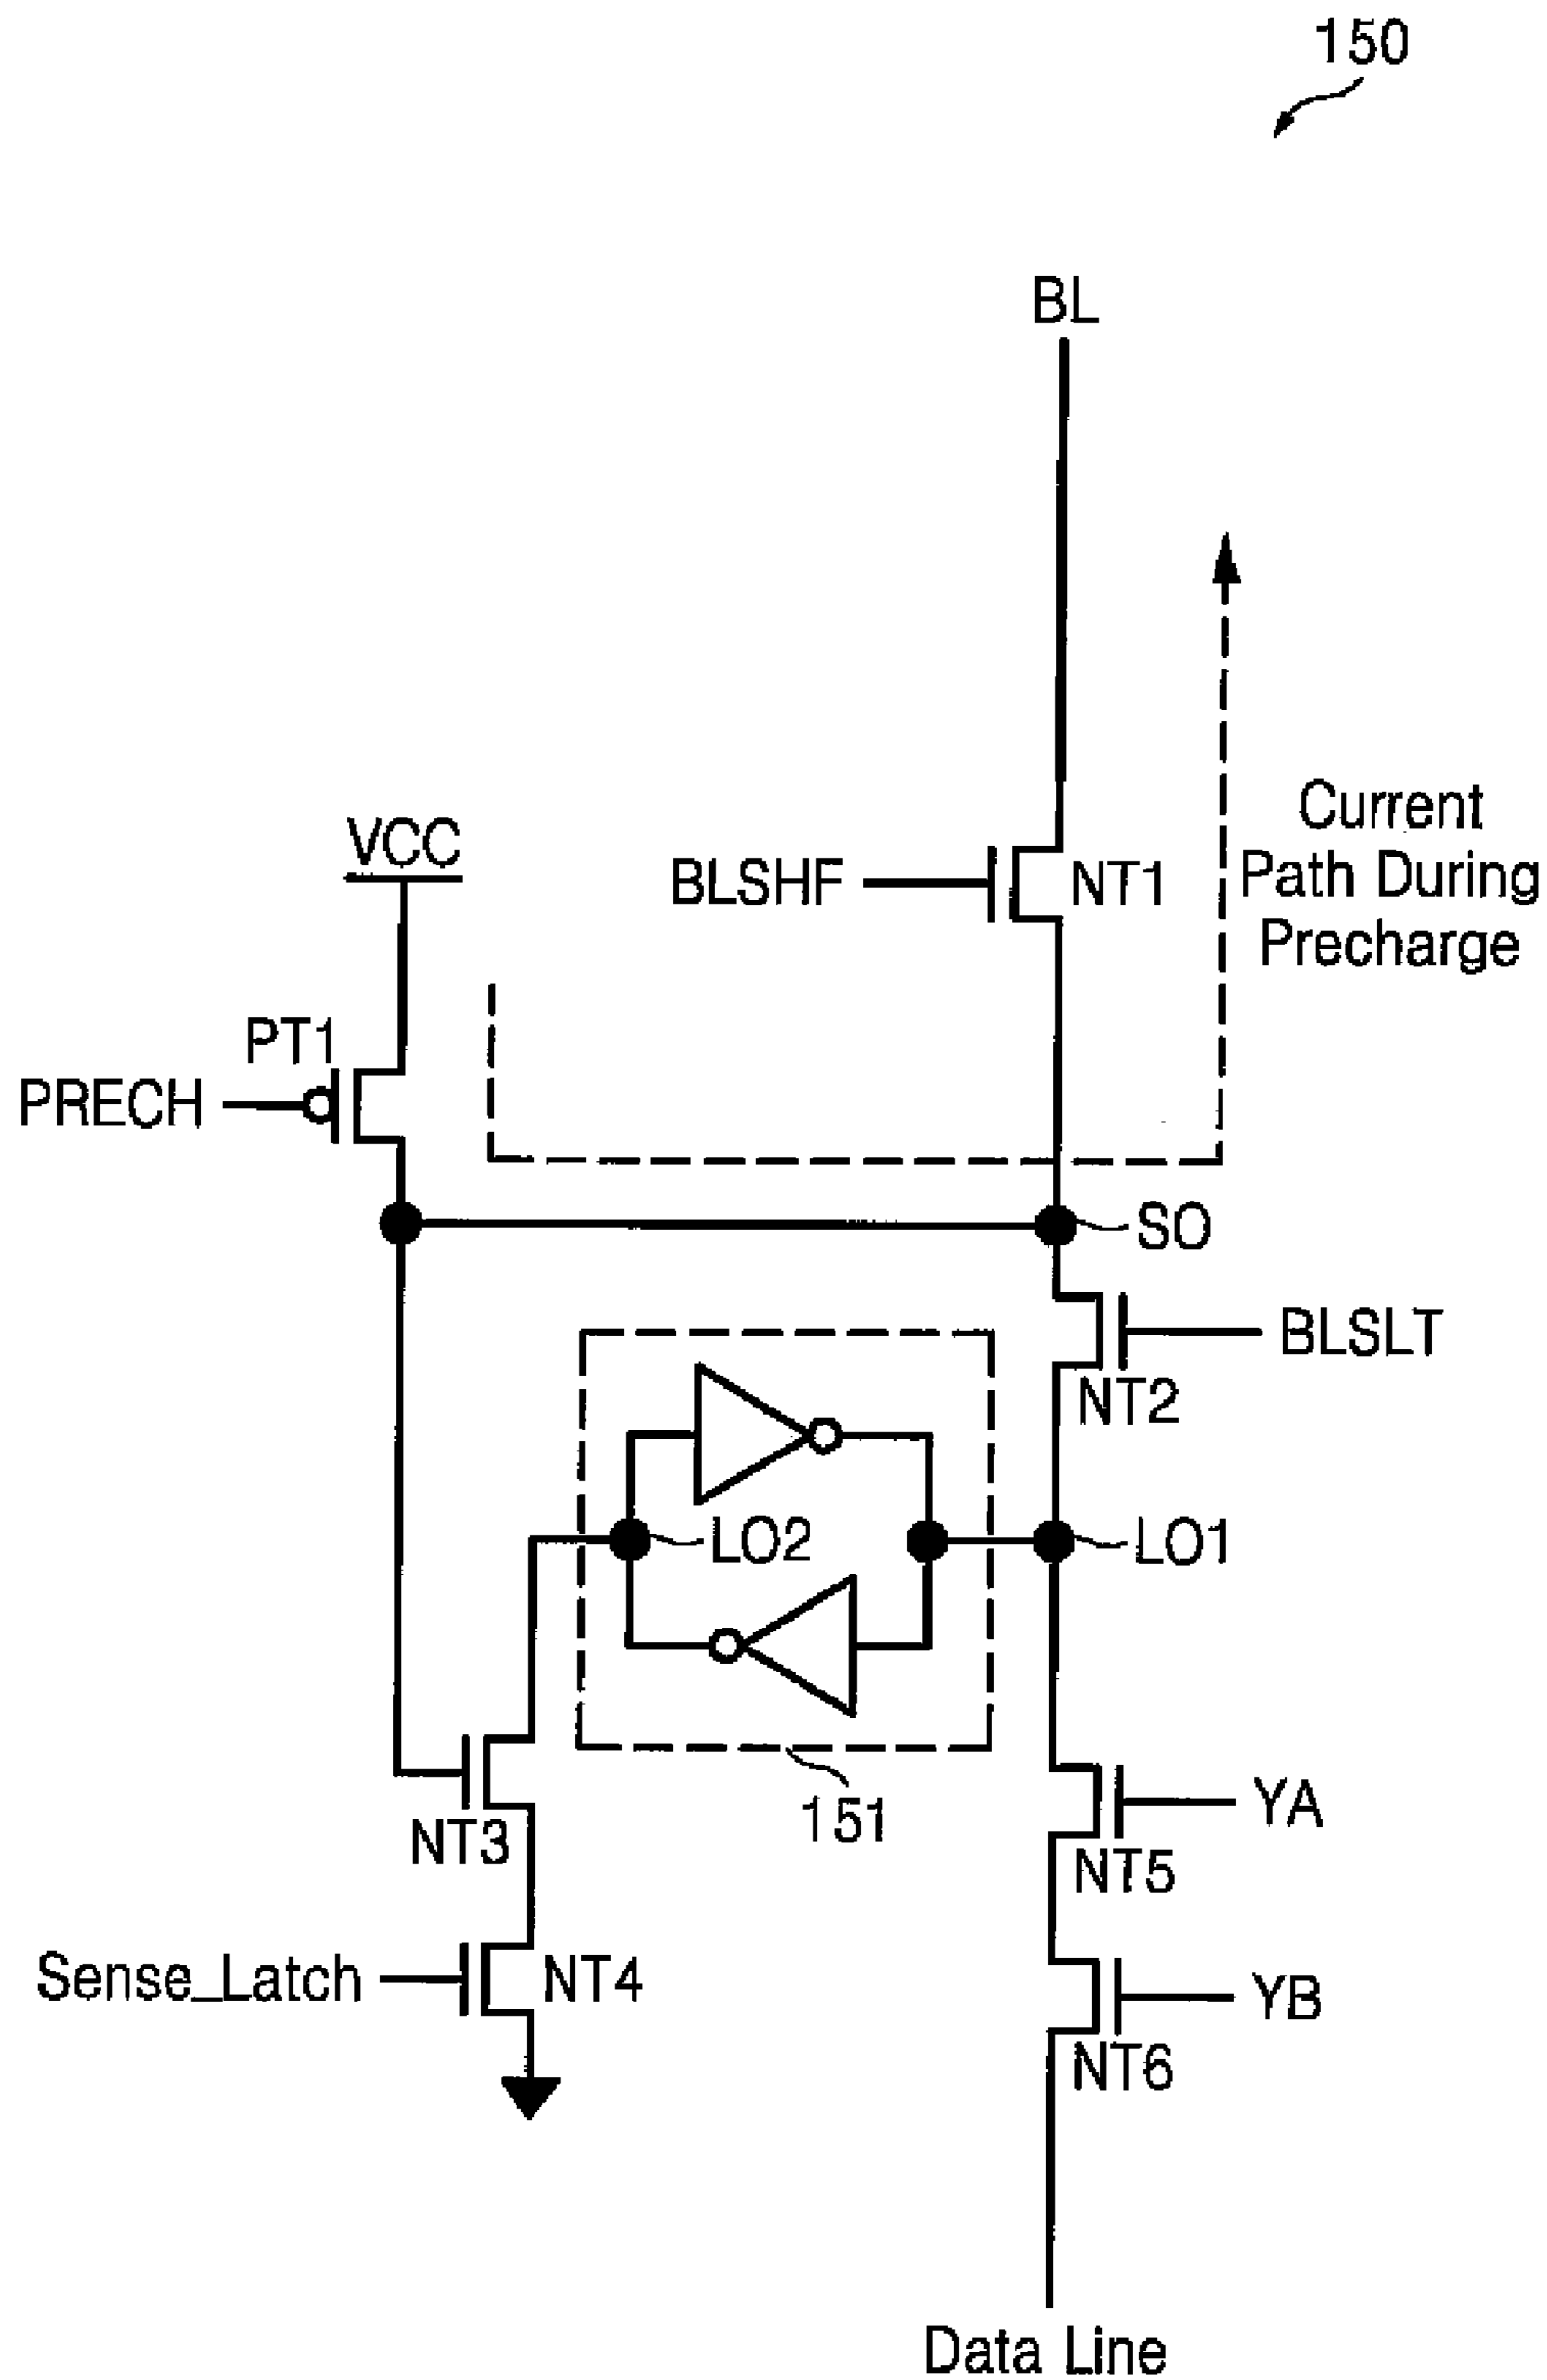 150
BL
Current
Path During
Precharge
VCC
BLSHF
NT1
PT1
PRECH
SO
BLSLT
NT2
LO2
LO1
151
YA
NT3
NT5
Sense_Latch
NT4
YB
NT6
Data Line